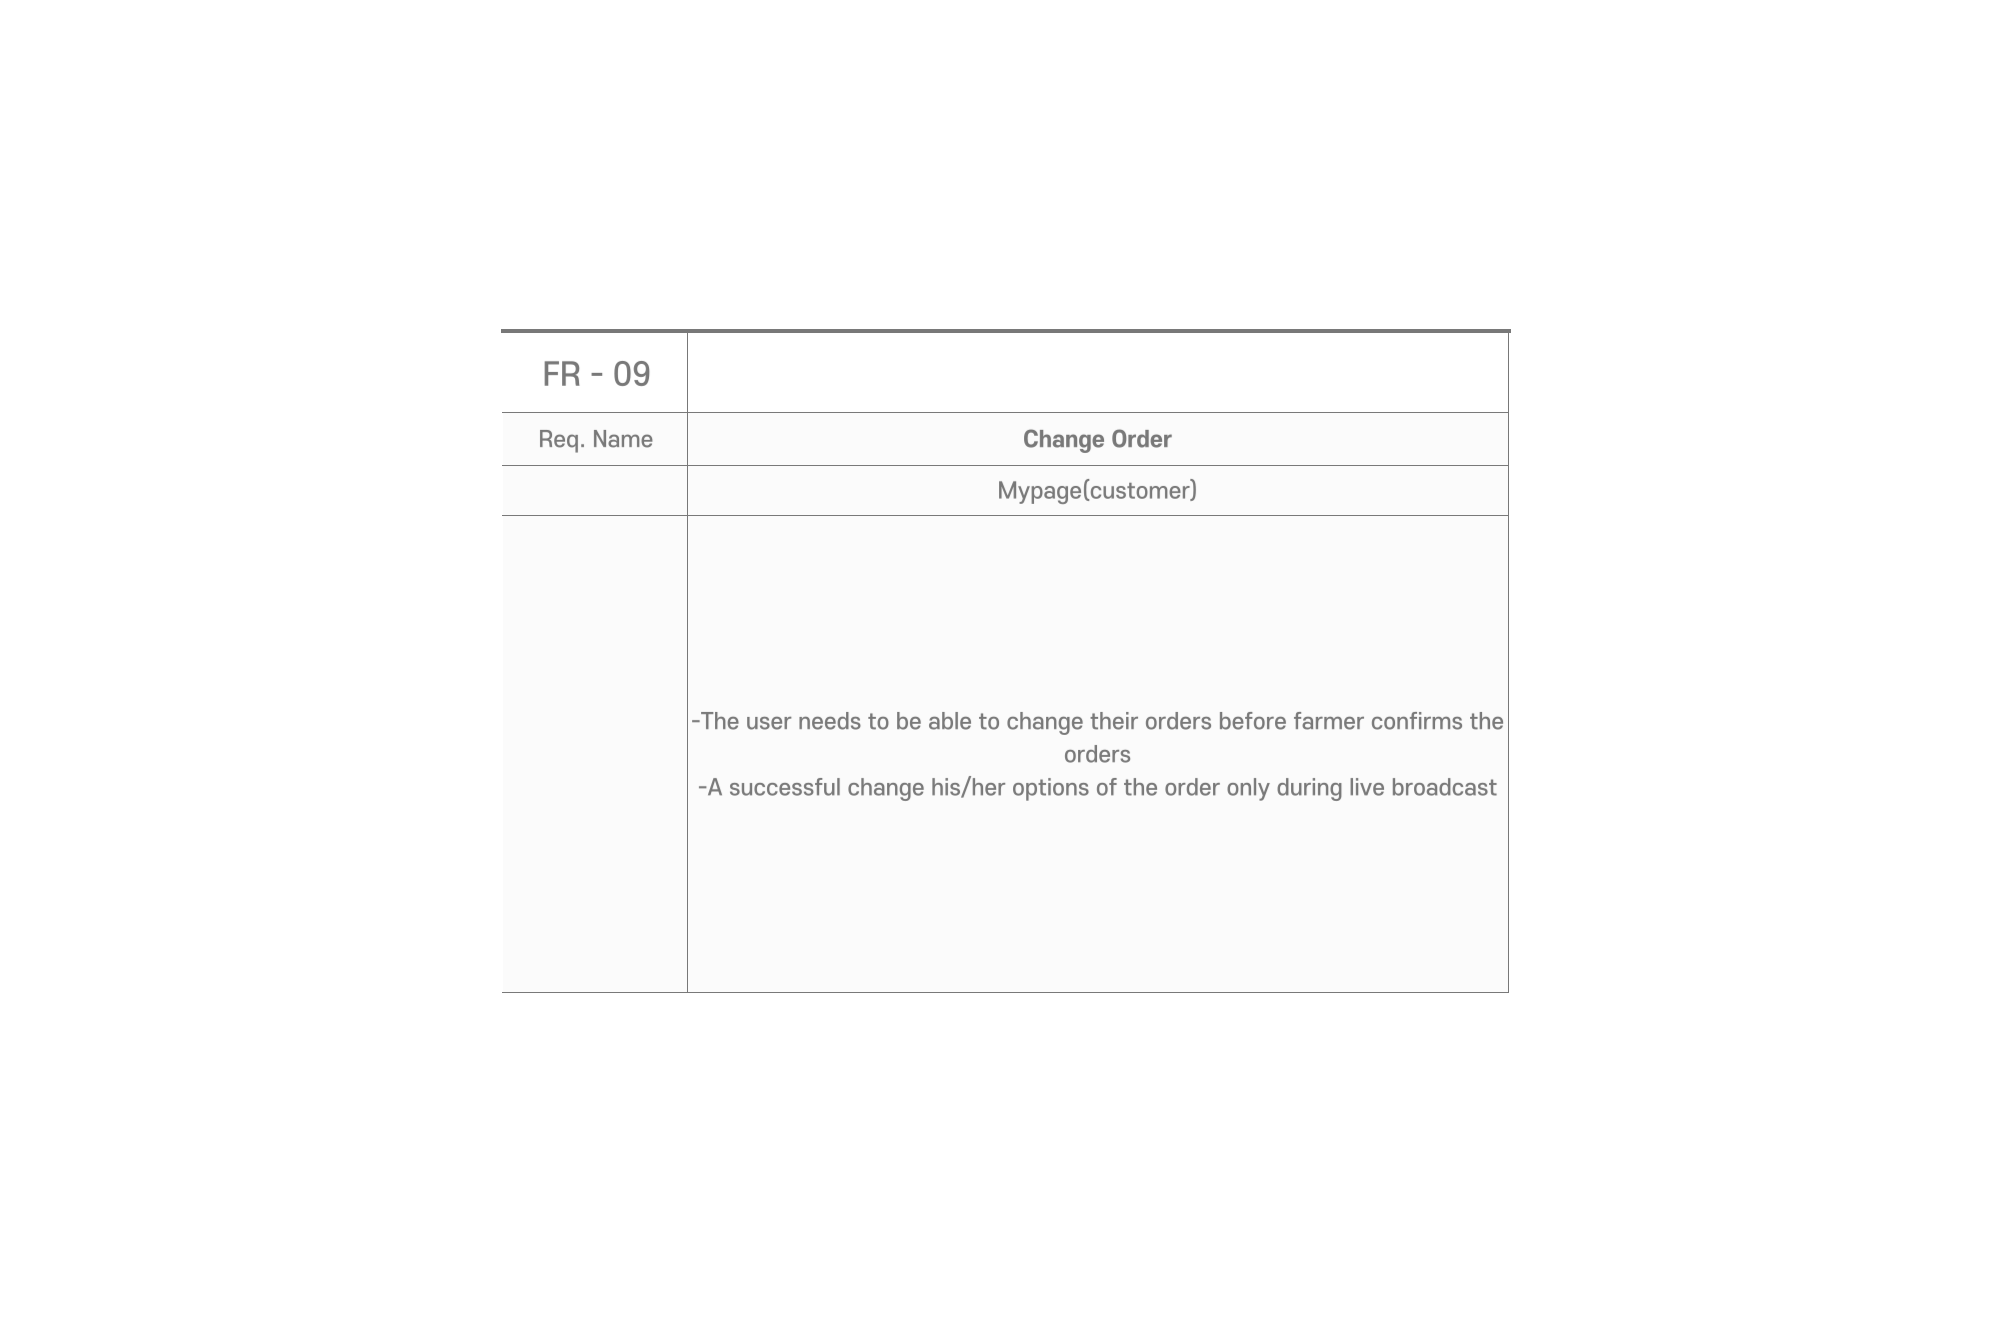 FR - 09
Req. Name
Change Order
Mypage(customer)
-The user needs to be able to change their orders before farmer confirms the
orders
-A successful change his/her options of the order only during live broadcast